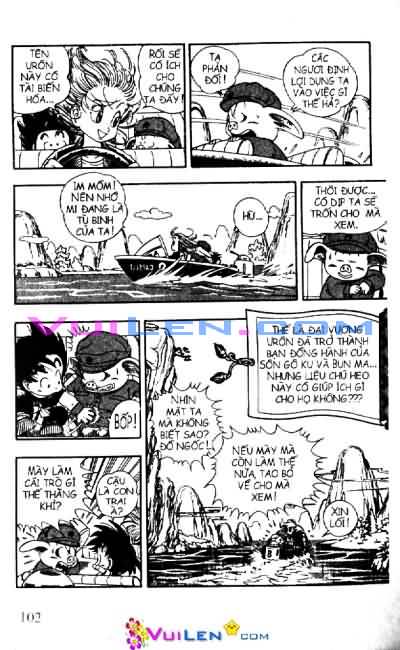 TÊN
URÔN
NÀY CÓ
TÀI BIẾN
HÓA...
RỒI SẼ
CÓ ÍCH
CHO
CHÚNG
TA ĐẤY!
TA
PHẢN
ĐỐI!
CÁC
NGƯƠI ĐỊNH
LỢI DỤNG TA
VÀO VIỆC GÌ
THẾ HẢ?
IM MỒM!
NÊN NHỚ
MI ĐANG LÀ
TÙ BINH
CỦA TA!
HỪ...
THÔI ĐƯỢC...
CÓ DỊP TA SẼ
TRỐN CHO MÀ
XEM.
BỐP!
NHÌN
MẶT TA
MÀ KHÔNG
BIẾT SAO?
ĐỒ NGỐC!
THẾ LÀ ĐẠI VƯƠNG
URÔN ĐÃ TRỞ THÀNH
BẠN ĐỒNG HÀNH CỦA
SÔN GÔ KU VÀ BUN MA...
NHƯNG LIỆU CHÚ HEO
NÀY CÓ GIÚP ÍCH GÌ
CHO HỌ KHÔNG???
MÀY LÀM
CÁI TRÒ GÌ
THẾ THẰNG
KHỈ?
CẬU
LÀ CON
TRAI
À?
NẾU MÀY MÀ
CÒN LÀM THẾ
NỮA, TAO BỎ
VỀ CHO MÀ
XEM!
XIN
LỖI!
VuiLen.com
102
VuiLen.com